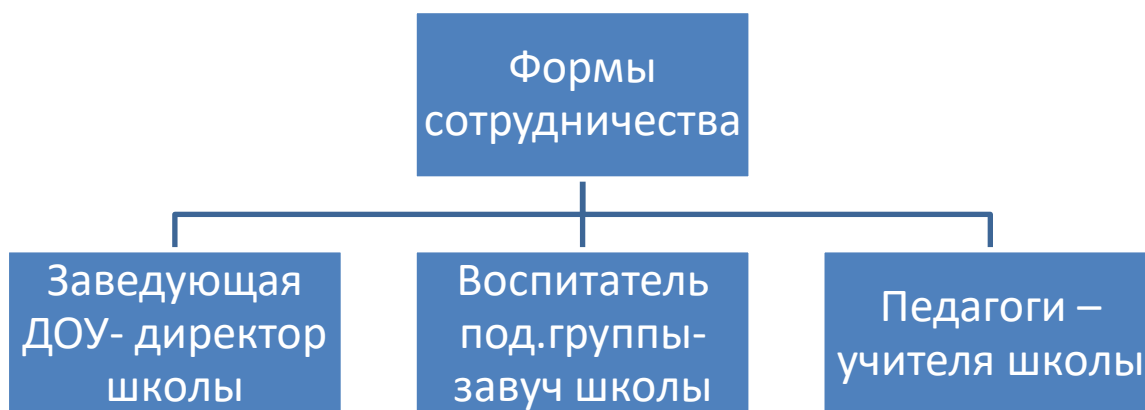 Формы
сотрудничества
Заведующая
ДОУ- директор
школы
Воспитатель
под.группы-
завуч школы
Педагоги –
учителя школы